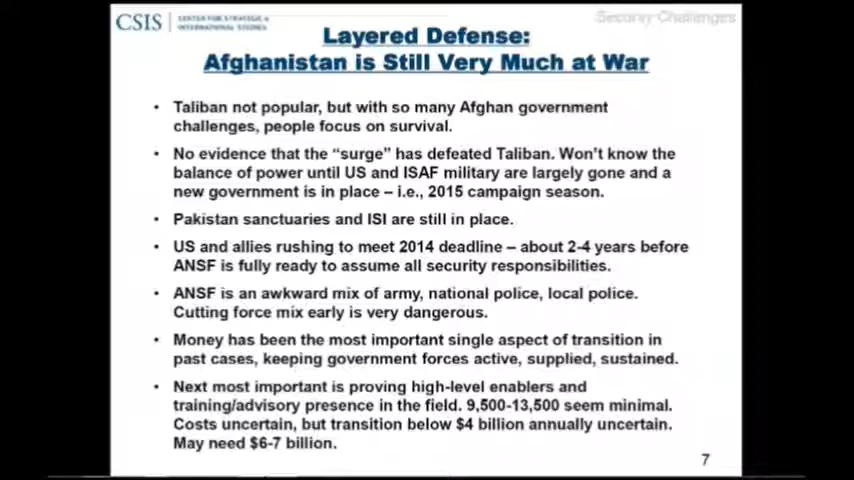 CSIS | CENTER FOR STRATEGIC &
INTERNATIONAL STUDIES
Security Challenges
Layered Defense:
Afghanistan is Still Very Much at War
• Taliban not popular, but with so many Afghan government
challenges, people focus on survival.
• No evidence that the “surge” has defeated Taliban. Won’t know the
balance of power until US and ISAF military are largely gone and a
new government is in place – i.e., 2015 campaign season.
• Pakistan sanctuaries and ISI are still in place.
• US and allies rushing to meet 2014 deadline – about 2-4 years before
ANSF is fully ready to assume all security responsibilities.
• ANSF is an awkward mix of army, national police, local police.
Cutting force mix early is very dangerous.
• Money has been the most important single aspect of transition in
past cases, keeping government forces active, supplied, sustained.
• Next most important is proving high-level enablers and
training/advisory presence in the field. 9,500-13,500 seem minimal.
Costs uncertain, but transition below $4 billion annually uncertain.
May need $6-7 billion.
7